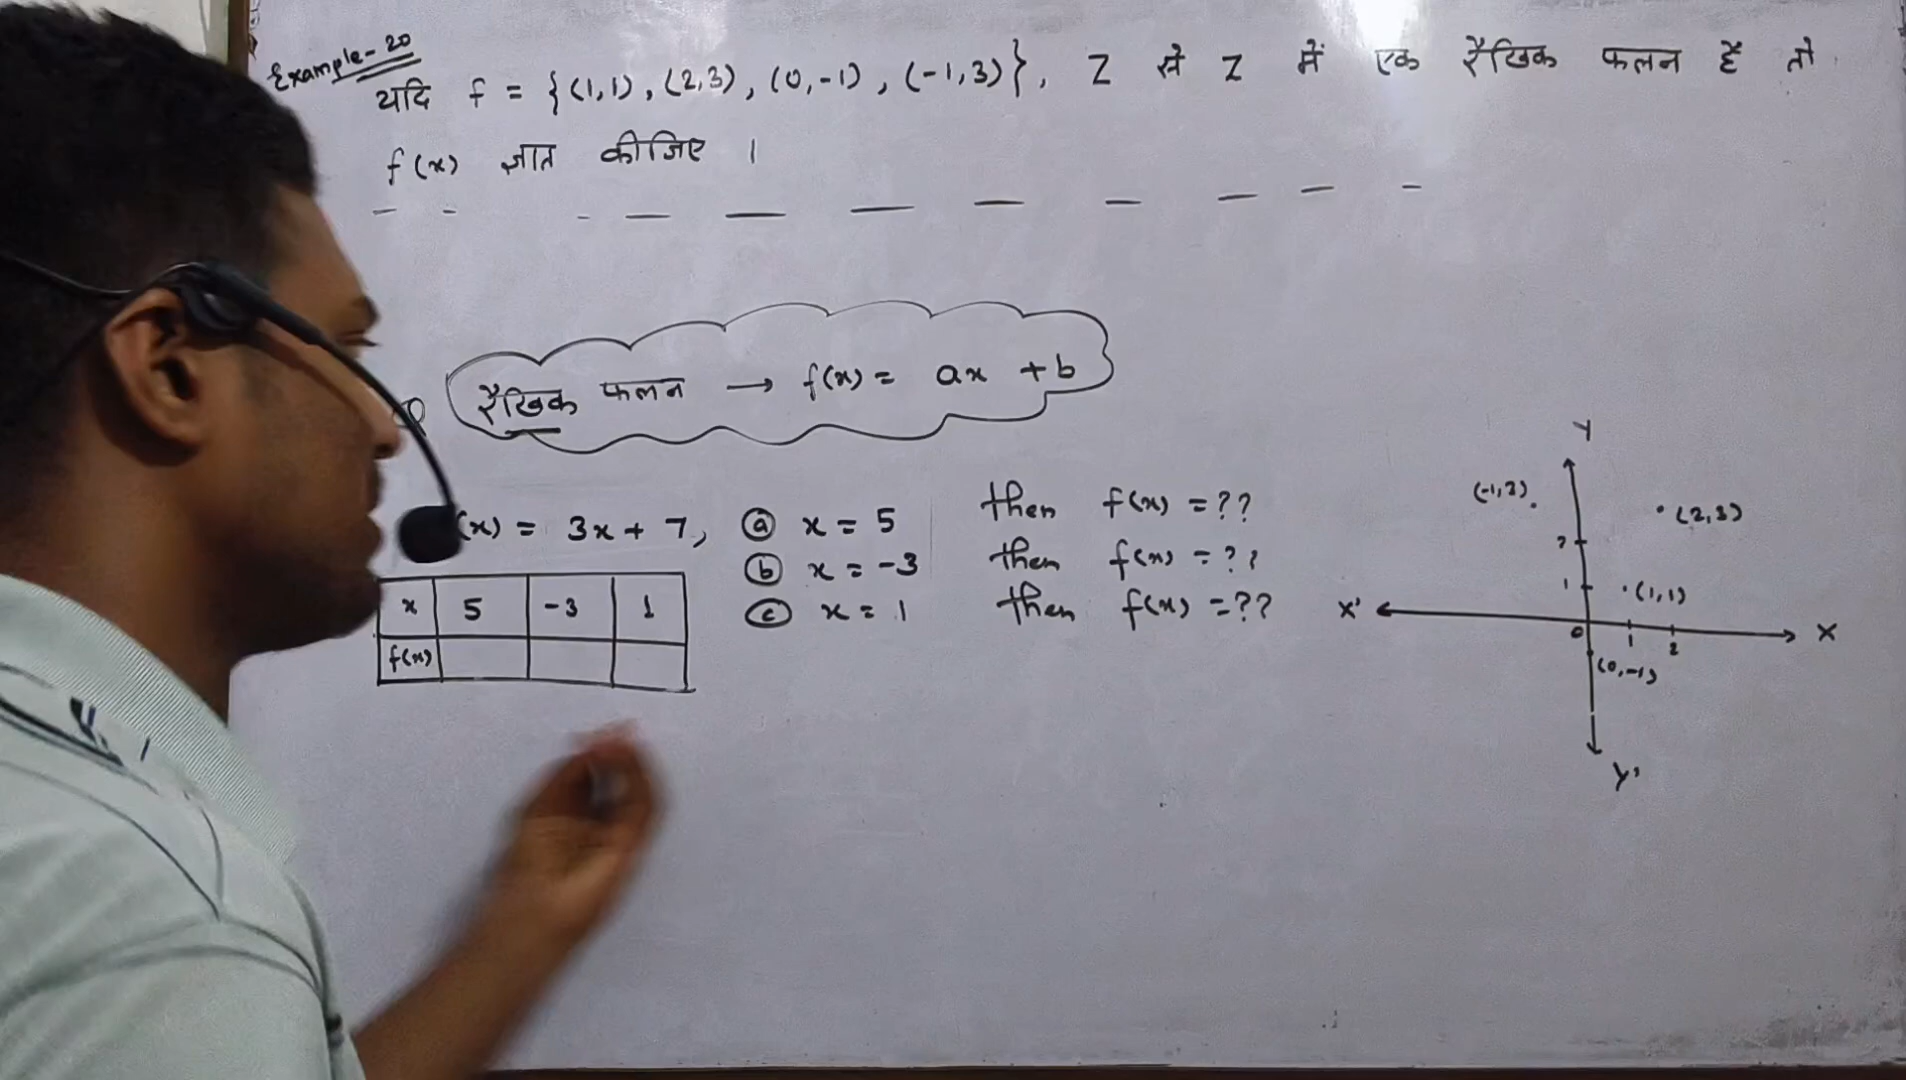 Example-20
यदि f = {(1,1), (2,3), (0,-1), (-1,3)}, Z से Z में एक रैखिक फलन है तो
f(x) ज्ञात कीजिए ।
रैखिक फलन → f(x) = ax + b
(x) = 3x + 7, ⓐ x = 5 then f(x) = ??
ⓑ x = -3 then f(x) = ??
ⓒ x = 1 then f(x) = ??
x 5 -3 1
f(x)
Y
(-1,3)
(2,3)
2
1 (1,1)
X' X
0 1 2
(0,-1)
Y'